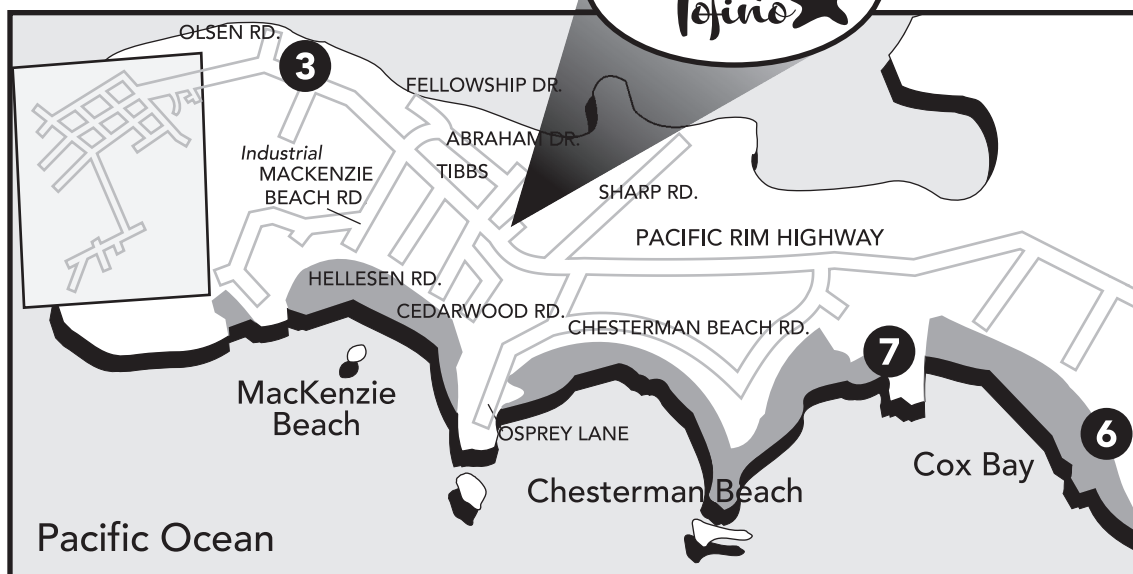 Tofino
OLSEN RD.
3
FELLOWSHIP DR.
ABRAHAM DR.
Industrial
MACKENZIE
BEACH RD
TIBBS
SHARP RD.
PACIFIC RIM HIGHWAY
HELLESEN RD.
CEDARWOOD RD.
CHESTERMAN BEACH RD.
7
MacKenzie
Beach
OSPREY LANE
6
Cox Bay
Chesterman Beach
Pacific Ocean